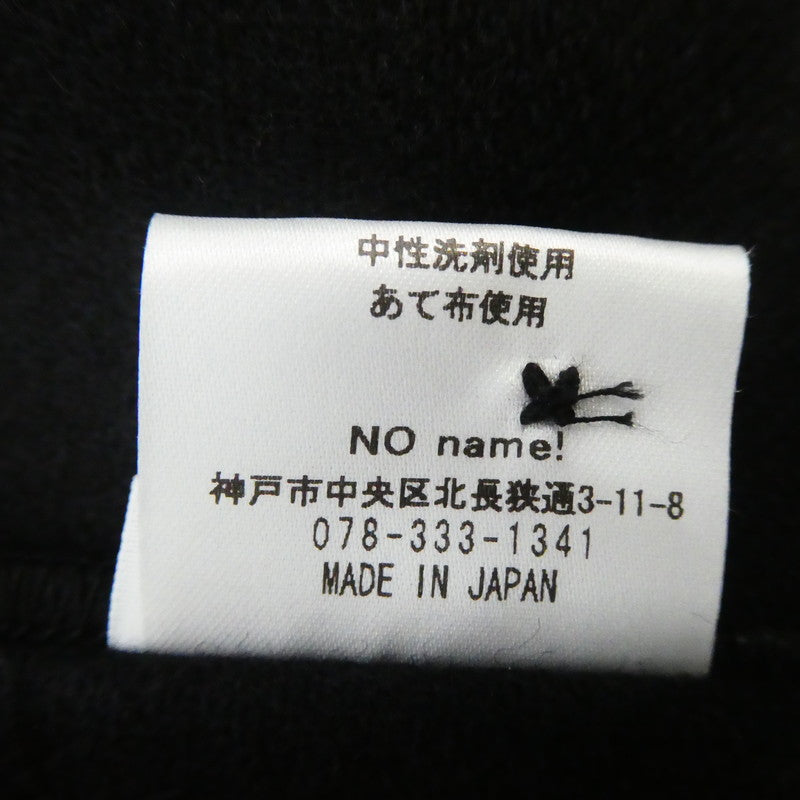 中性洗剤使用
あて布使用
NO name!
神戸市中央区北長狭通3-11-8
078-333-1341
MADE IN JAPAN